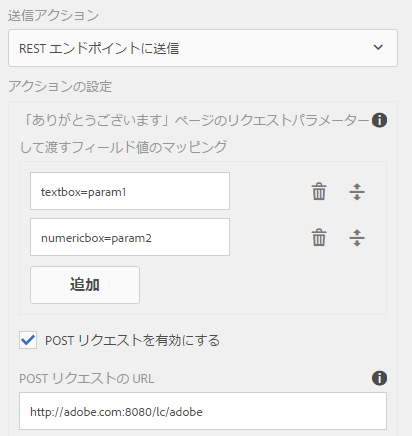 送信アクション
REST エンドポイントに送信
アクションの設定
「ありがとうございます」ページのリクエストパラメーター
して渡すフィールド値のマッピング
textbox=param1
numericbox=param2
追加
POST リクエストを有効にする
POST リクエストの URL
http://adobe.com:8080/lc/adobe